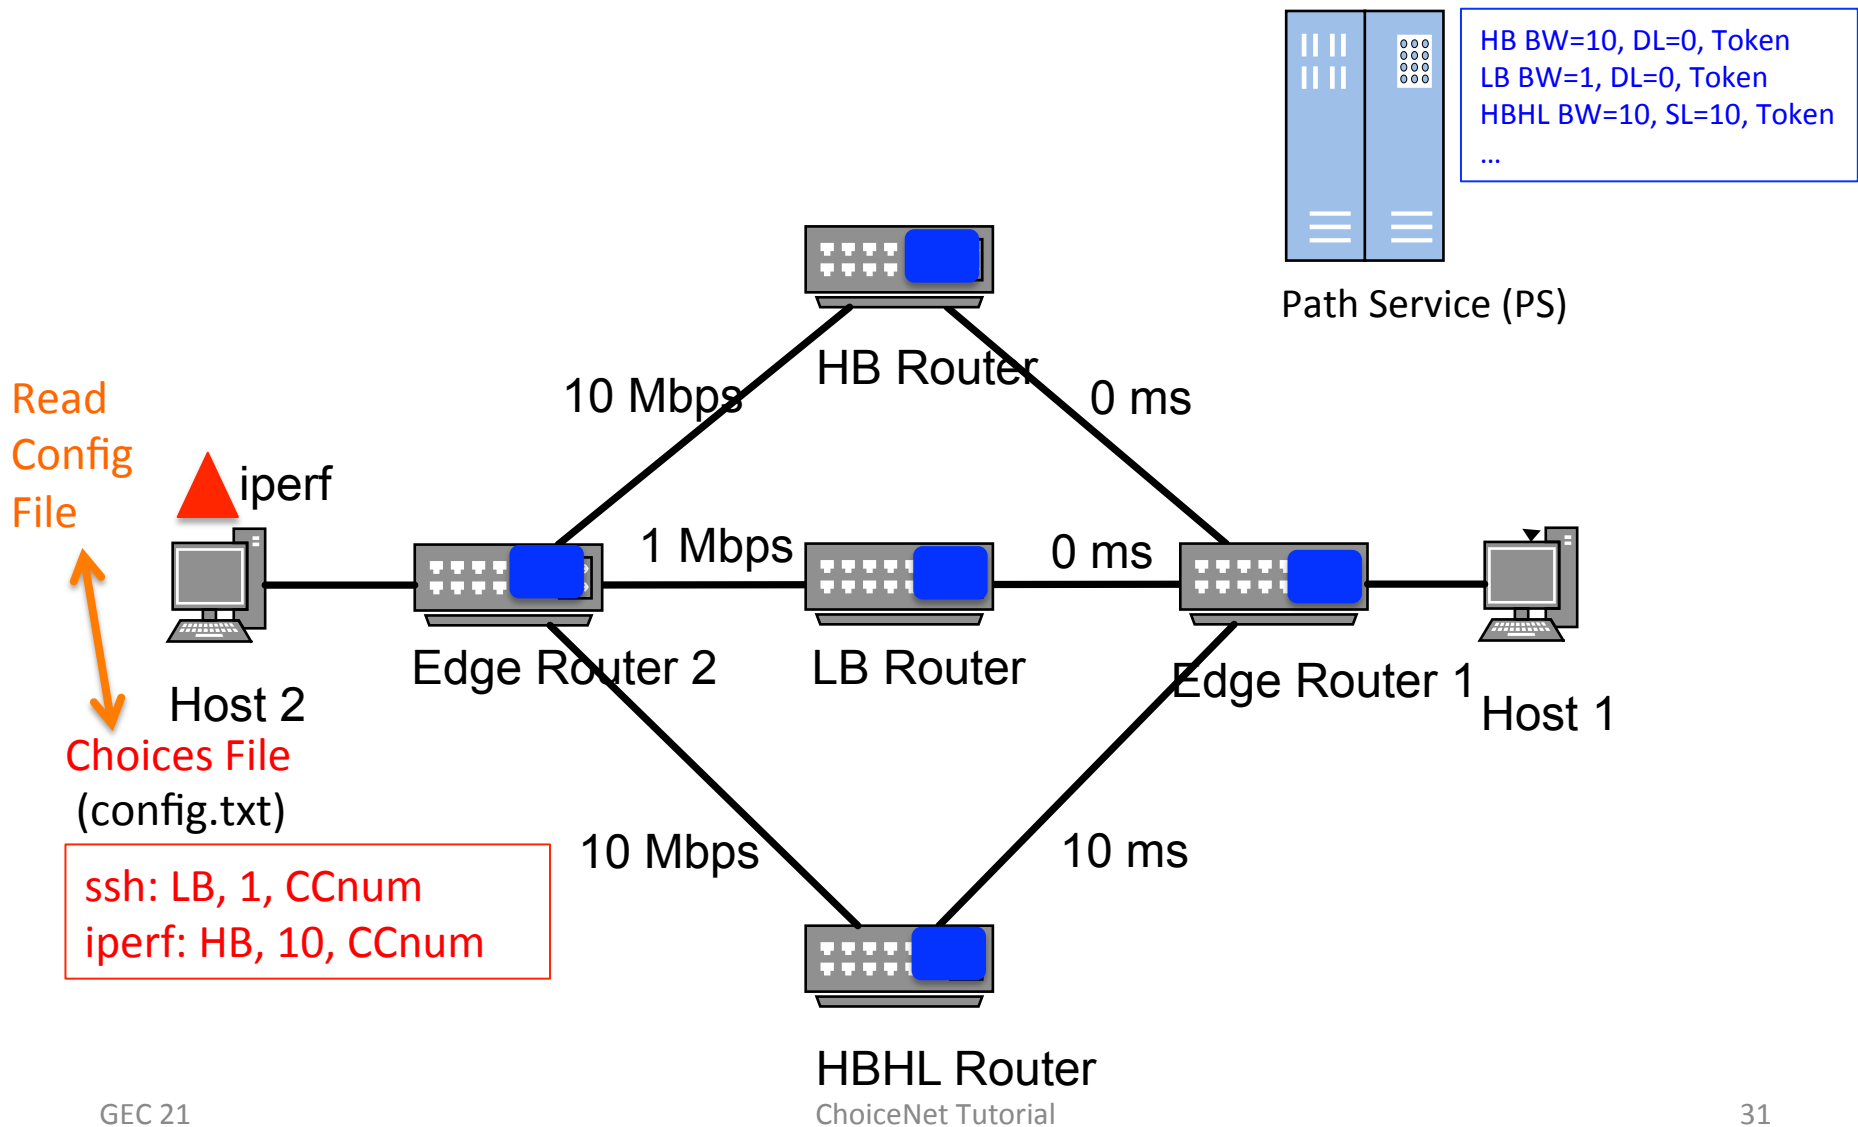 HB BW=10, DL=0, Token
LB BW=1, DL=0, Token
HBHL BW=10, SL=10, Token
...
Path Service (PS)
HB Router
10 Mbps
0 ms
Read
Config
File
iperf
1 Mbps
0 ms
Edge Router 2
LB Router
Edge Router 1
Host 2
Host 1
Choices File
(config.txt)
10 Mbps
10 ms
ssh: LB, 1, CCnum
iperf: HB, 10, CCnum
HBHL Router
GEC 21
ChoiceNet Tutorial
31